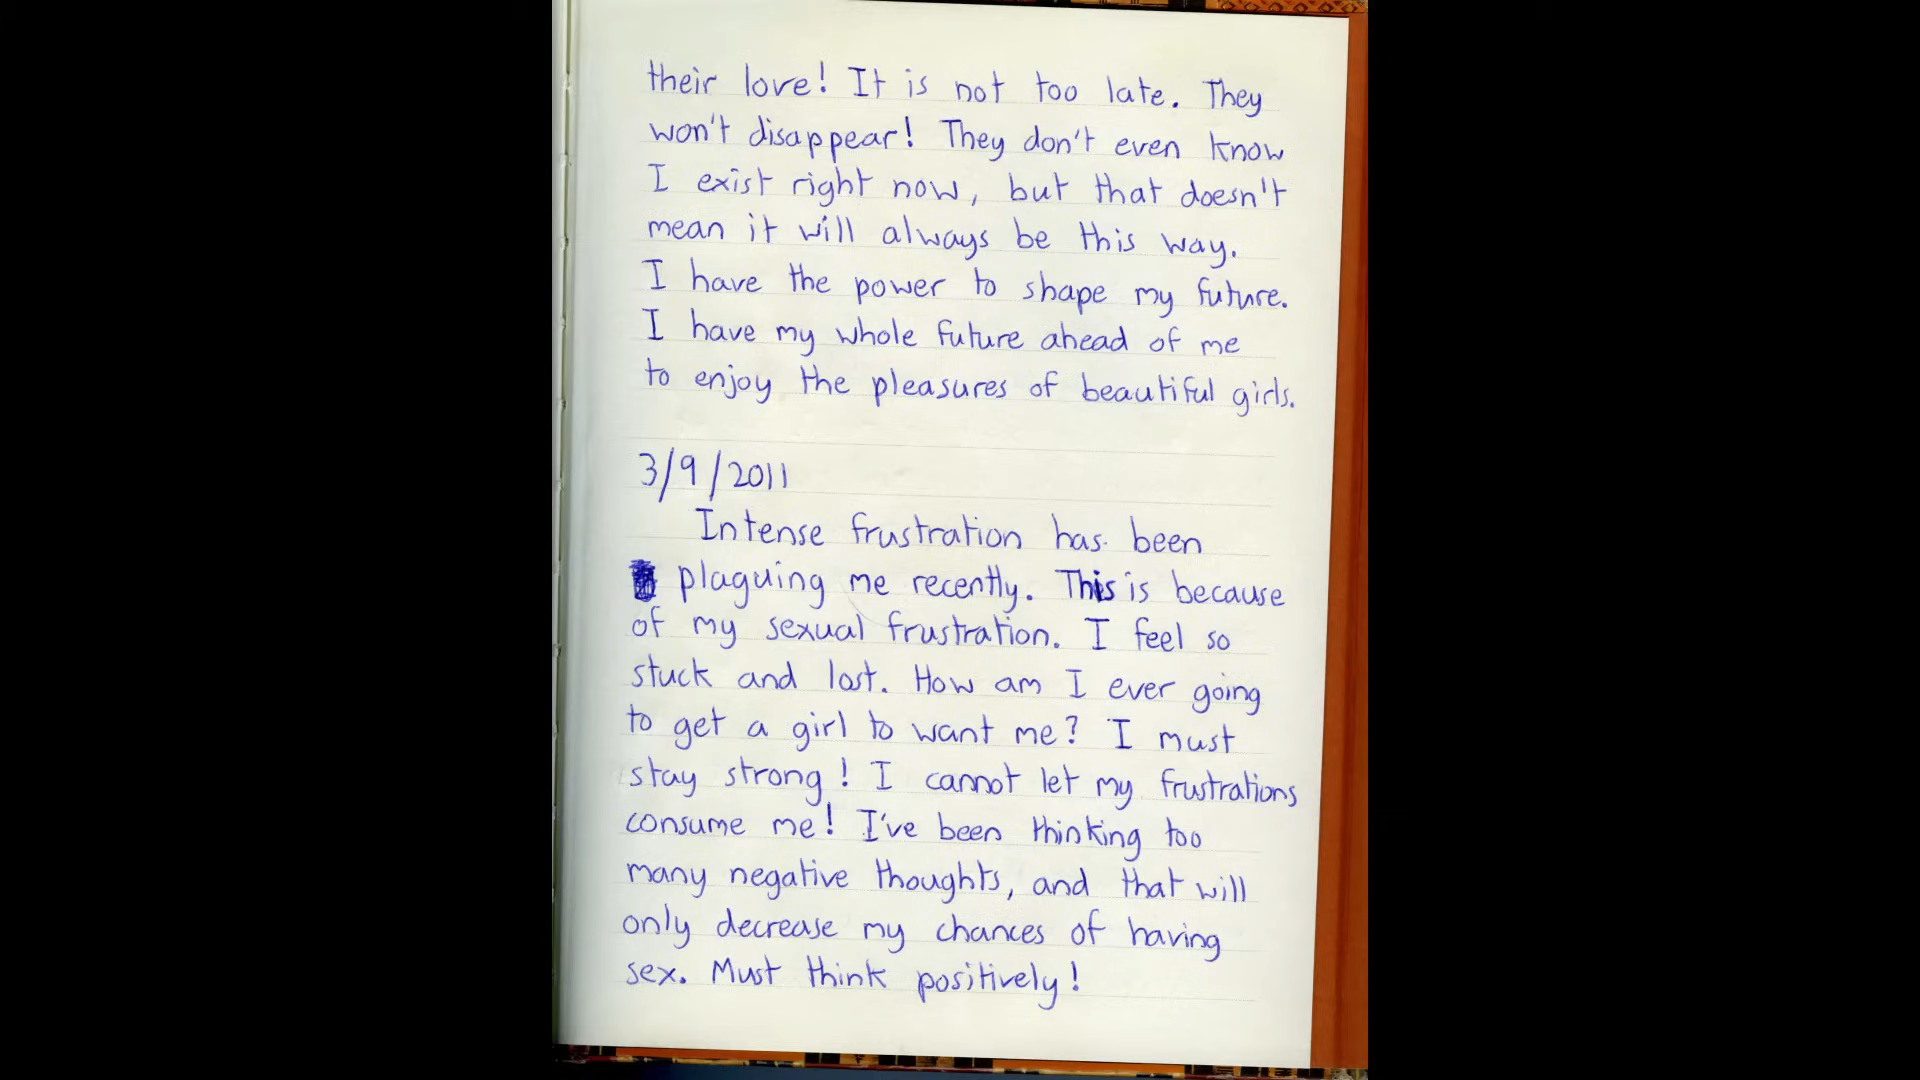 their love! It is not too late. They
won't disappear! They don't even know
I exist right now, but that doesn't
mean it will always be this way.
I have the power to shape my future.
I have my whole future ahead of me
to enjoy the pleasures of beautiful girls.
3/9/2011
Intense frustration has been
plaguing me recently. This is because
of my sexual frustration. I feel so
stuck and lost. How am I ever going
to get a girl to want me? I must
stay strong! I cannot let my frustrations
consume me! I've been thinking too
many negative thoughts, and that will
only decrease my chances of having
sex. Must think positively!